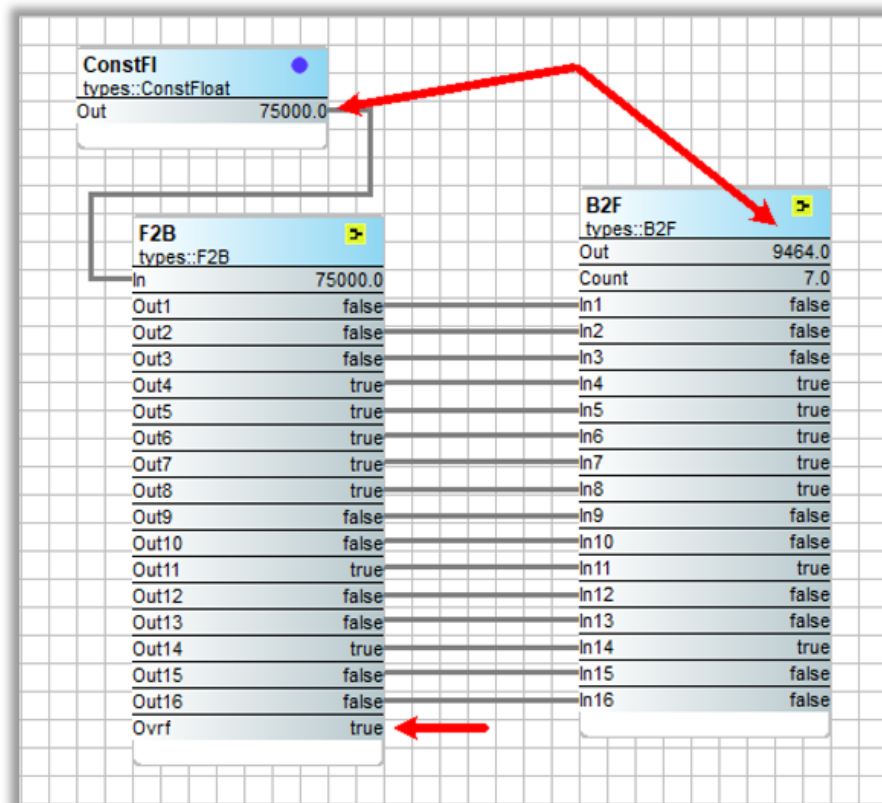 ConstFl
types::ConstFloat
Out 75000.0
F2B
types::F2B
In 75000.0
Out1 false
Out2 false
Out3 false
Out4 true
Out5 true
Out6 true
Out7 true
Out8 true
Out9 false
Out10 false
Out11 true
Out12 false
Out13 false
Out14 true
Out15 false
Out16 false
Ovrf true
B2F
types::B2F
Out 9464.0
Count 7.0
In1 false
In2 false
In3 false
In4 true
In5 true
In6 true
In7 true
In8 true
In9 false
In10 false
In11 true
In12 false
In13 false
In14 true
In15 false
In16 false